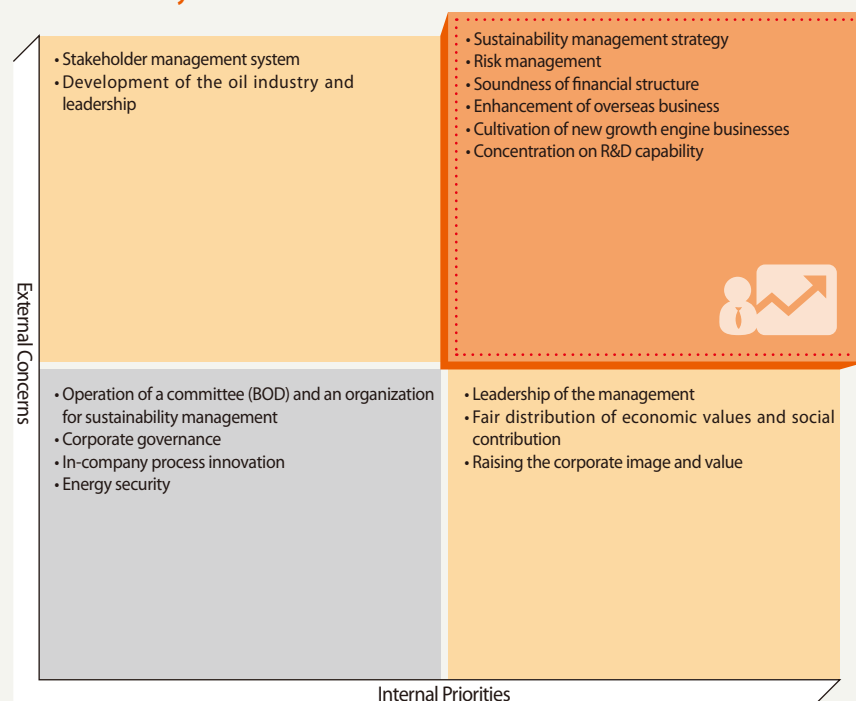 • Stakeholder management system
• Development of the oil industry and
leadership
• Sustainability management strategy
• Risk management
• Soundness of financial structure
• Enhancement of overseas business
• Cultivation of new growth engine businesses
• Concentration on R&D capability
External Concerns
• Operation of a committee (BOD) and an organization
for sustainability management
• Corporate governance
• In-company process innovation
• Energy security
• Leadership of the management
• Fair distribution of economic values and social
contribution
• Raising the corporate image and value
Internal Priorities